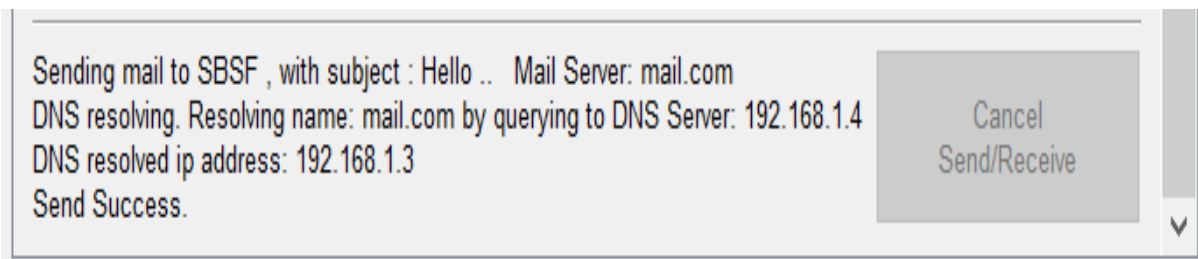 Sending mail to SBSF , with subject : Hello ..   Mail Server: mail.com
DNS resolving. Resolving name: mail.com by querying to DNS Server: 192.168.1.4
DNS resolved ip address: 192.168.1.3
Send Success.
Cancel
Send/Receive